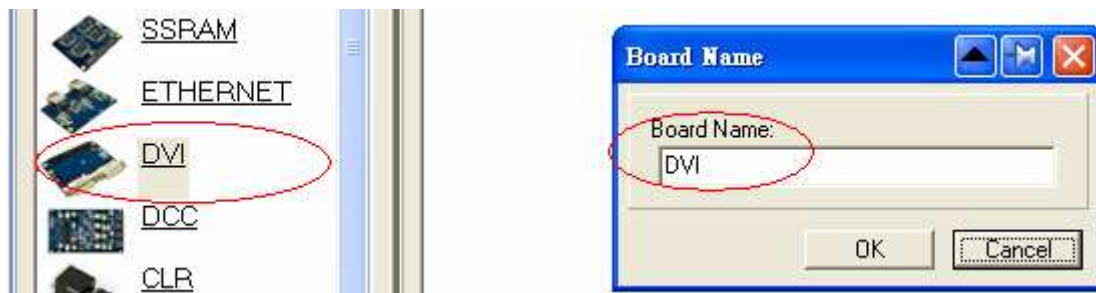 SSRAM
ETHERNET
DVI
DCC
CLR
Board Name
Board Name:
DVI
OK
Cancel